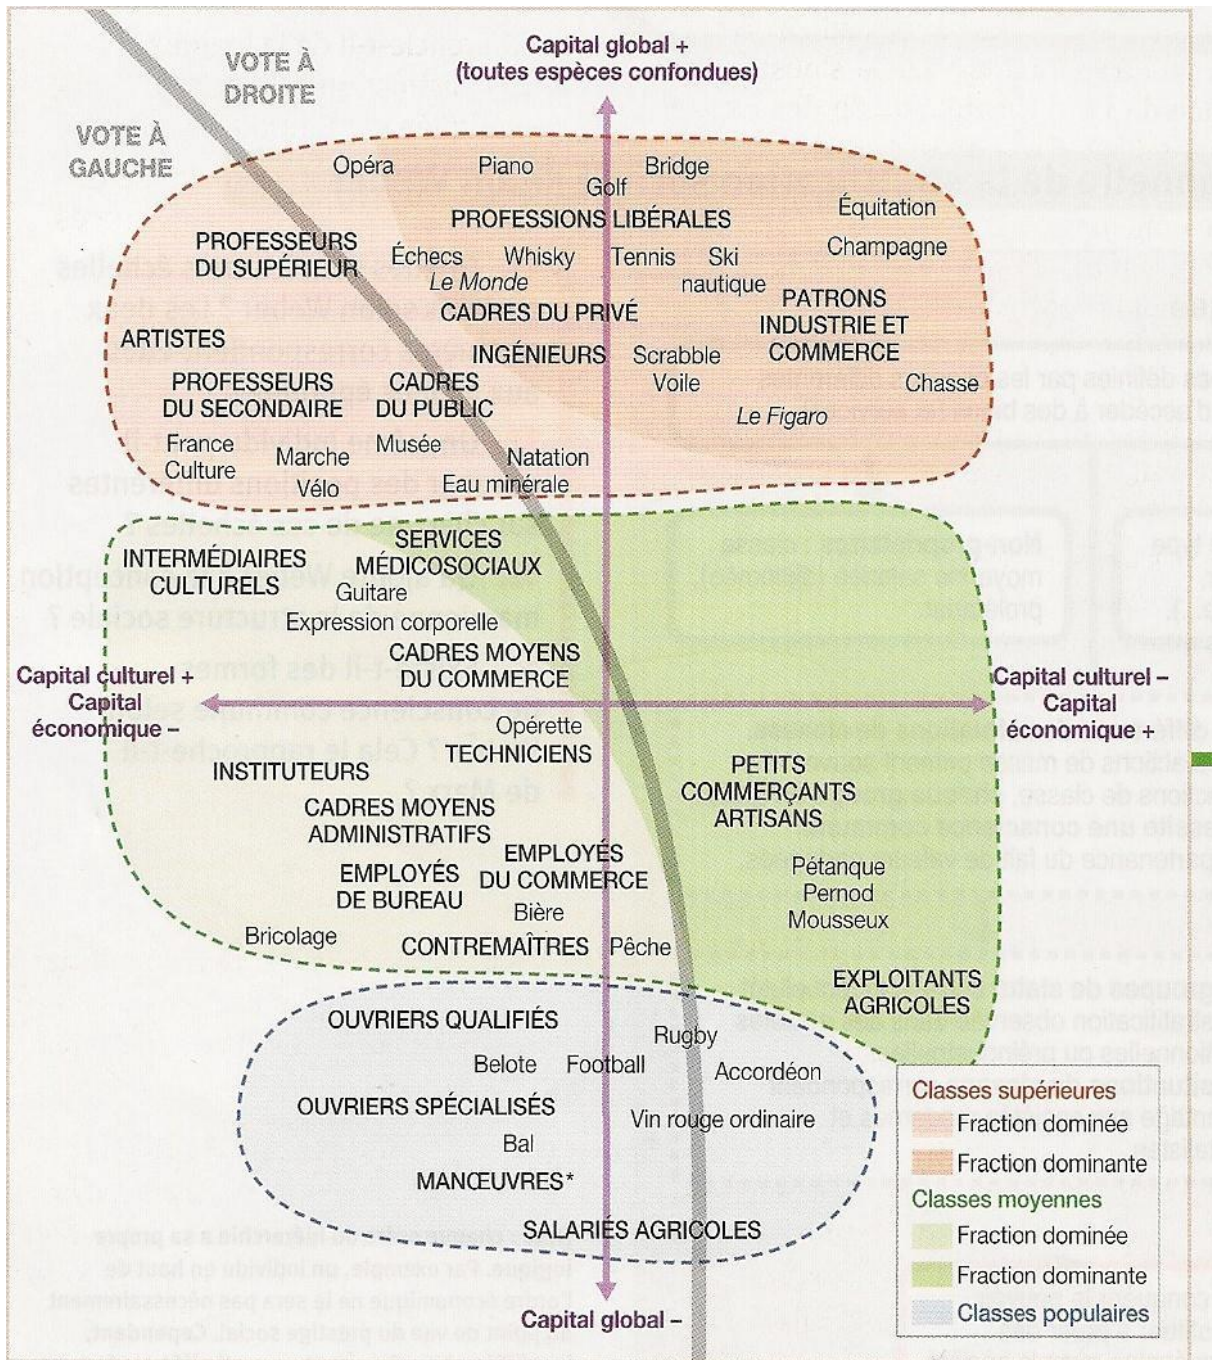 Capital global +
(toutes espèces confondues)
VOTE À
DROITE
VOTE À
GAUCHE
Opéra
Piano
Bridge
Golf
PROFESSIONS LIBÉRALES
Équitation
Champagne
PROFESSEURS
DU SUPÉRIEUR
Échecs
Whisky
Tennis
Ski
nautique
Le Monde
CADRES DU PRIVÉ
PATRONS
INDUSTRIE ET
COMMERCE
ARTISTES
INGÉNIEURS
Scrabble
Voile
Chasse
PROFESSEURS
DU SECONDAIRE
CADRES
DU PUBLIC
Le Figaro
France
Culture
Marche
Musée
Natation
Vélo
Eau minérale
INTERMÉDIAIRES
CULTURELS
SERVICES
MÉDICOSOCIAUX
Guitare
Expression corporelle
CADRES MOYENS
DU COMMERCE
Capital culturel +
Capital
économique –
Capital culturel –
Capital
économique +
Opérette
TECHNICIENS
INSTITUTEURS
PETITS
COMMERÇANTS
ARTISANS
CADRES MOYENS
ADMINISTRATIFS
EMPLOYÉS
DU COMMERCE
EMPLOYÉS
DE BUREAU
Pétanque
Pernod
Mousseux
Bière
Bricolage
CONTREMAÎTRES
Pêche
EXPLOITANTS
AGRICOLES
OUVRIERS QUALIFIÉS
Rugby
Belote
Football
Accordéon
OUVRIERS SPÉCIALISÉS
Vin rouge ordinaire
Bal
MANŒUVRES*
SALARIÉS AGRICOLES
Capital global –
Classes supérieures
Fraction dominée
Fraction dominante
Classes moyennes
Fraction dominée
Fraction dominante
Classes populaires